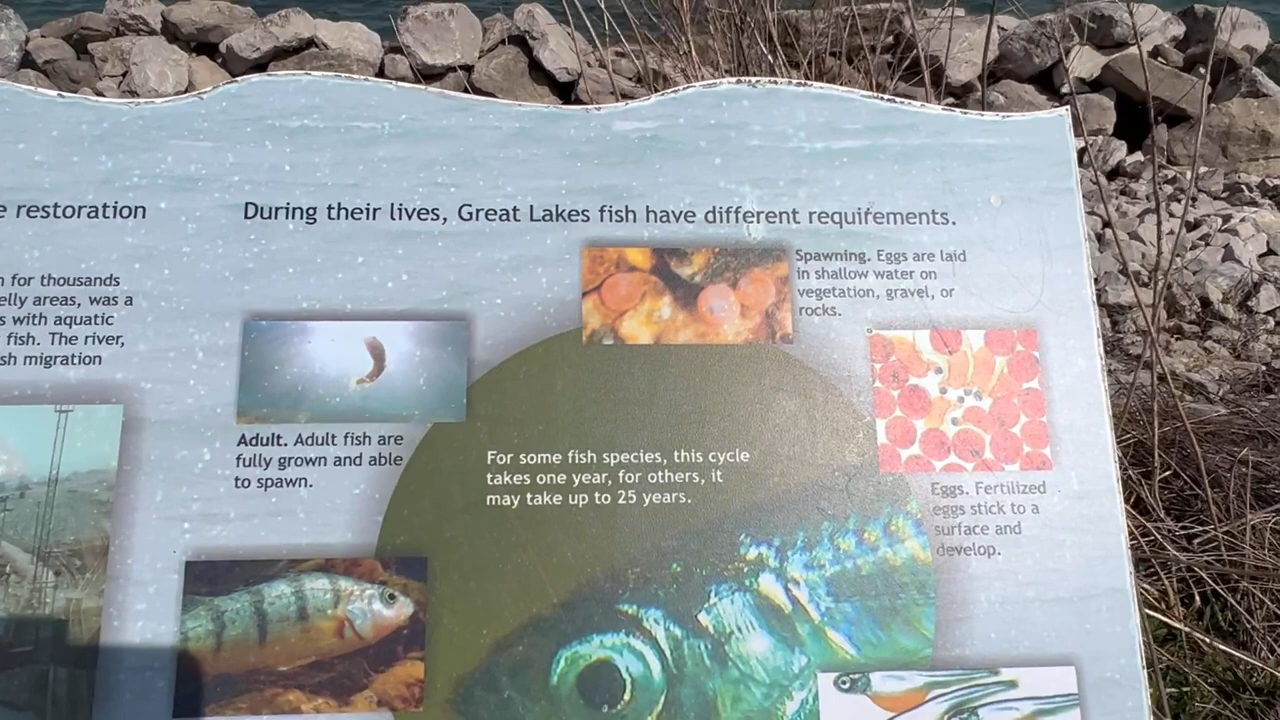 e restoration
n for thousands
elly areas, was a
s with aquatic
fish. The river,
sh migration
During their lives, Great Lakes fish have different requirements.
Spawning. Eggs are laid
in shallow water on
vegetation, gravel, or
rocks.
Adult. Adult fish are
fully grown and able
to spawn.
For some fish species, this cycle
takes one year, for others, it
may take up to 25 years.
Eggs. Fertilized
eggs stick to a
surface and
develop.